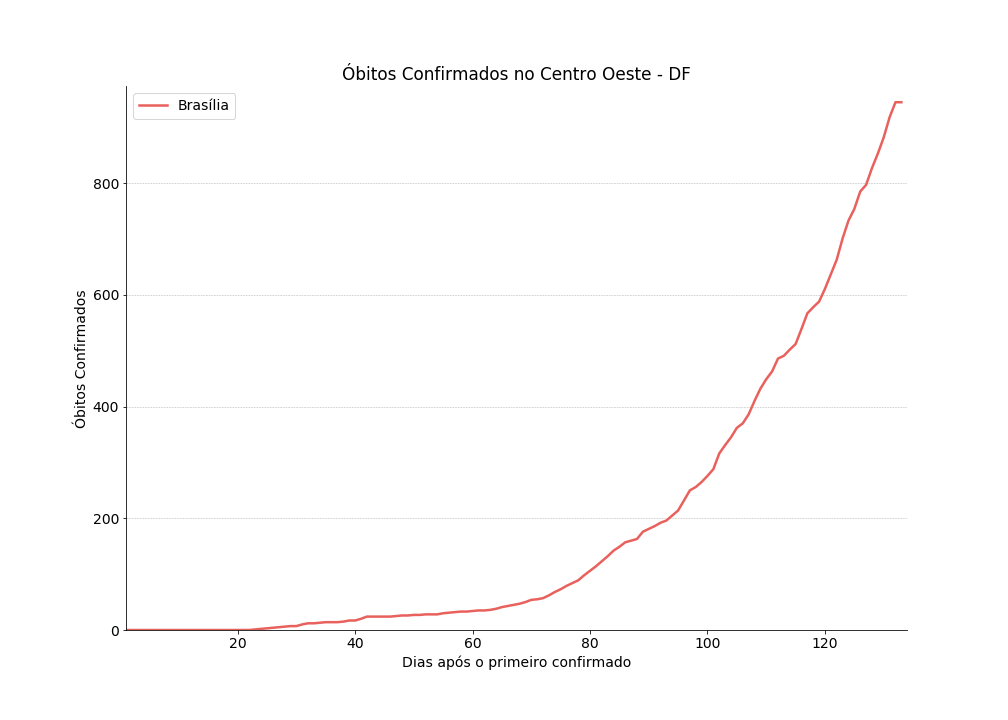 Óbitos Confirmados no Centro Oeste - DF
Brasília
Óbitos Confirmados
800
600
400
200
0
20 40 60 80 100 120
Dias após o primeiro confirmado